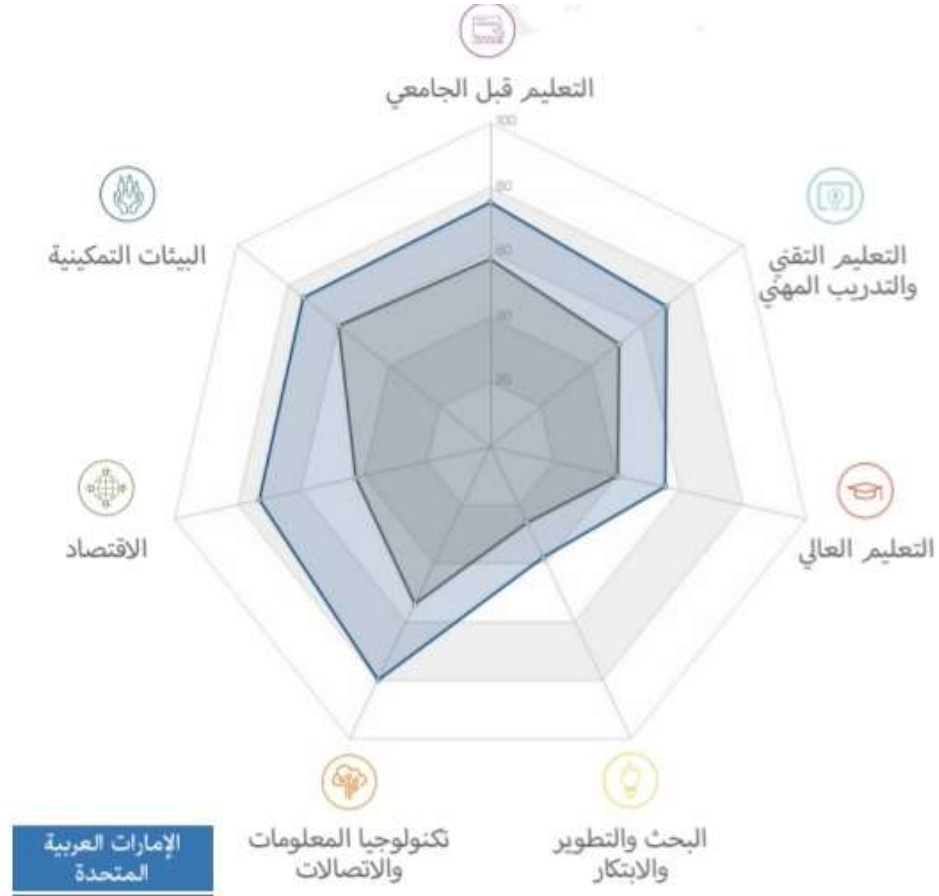 التعليم قبل الجامعي
100
80
60
40
20
البيئات التمكينية
التعليم التقني
والتدريب المهني
الاقتصاد
التعليم العالي
تكنولوجيا المعلومات
والاتصالات
البحث والتطوير
والابتكار
الإمارات العربية
المتحدة